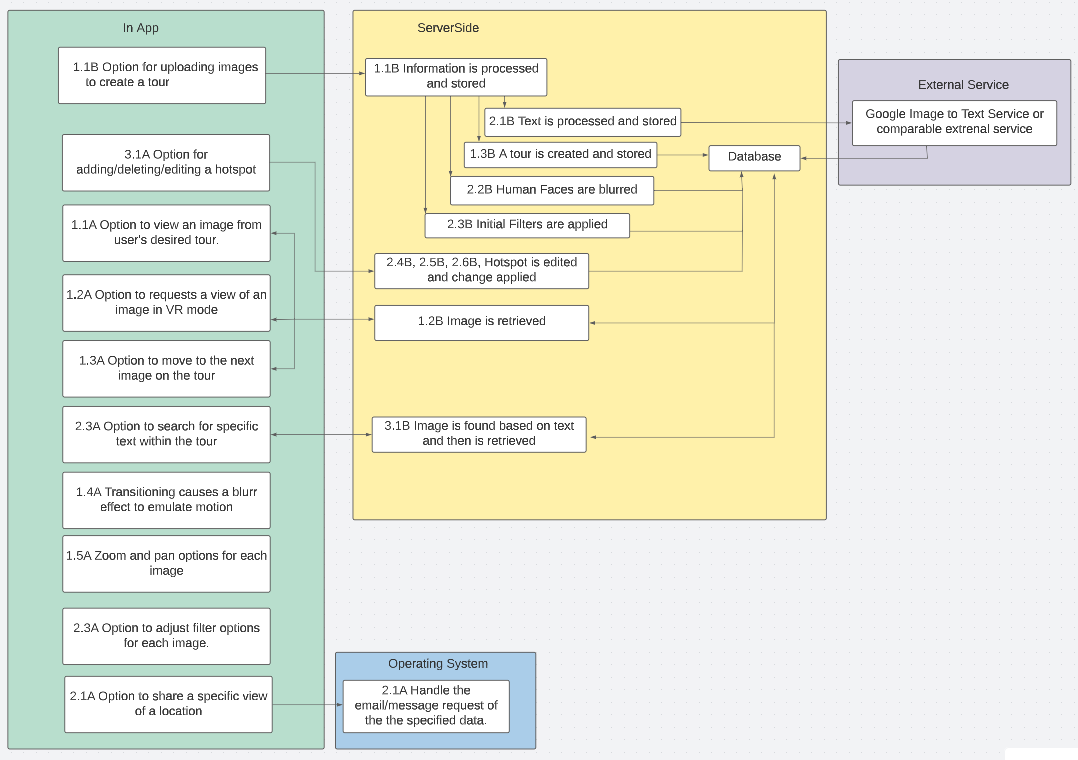 In App
1.1B Option for uploading images
to create a tour
3.1A Option for
adding/deleting/editing a hotspot
1.1A Option to view an image from
user's desired tour.
1.2A Option to requests a view of an
image in VR mode
1.3A Option to move to the next
image on the tour
2.3A Option to search for specific
text within the tour
1.4A Transitioning causes a blurr
effect to emulate motion
1.5A Zoom and pan options for each
image
2.3A Option to adjust filter options
for each image.
2.1A Option to share a specific view
of a location
ServerSide
1.1B Information is processed
and stored
2.1B Text is processed and stored
1.3B A tour is created and stored
Database
2.2B Human Faces are blurred
2.3B Initial Filters are applied
2.4B, 2.5B, 2.6B, Hotspot is edited
and change applied
1.2B Image is retrieved
3.1B Image is found based on text
and then is retrieved
External Service
Google Image to Text Service or
comparable extrenal service
Operating System
2.1A Handle the
email/message request of
the the specified data.